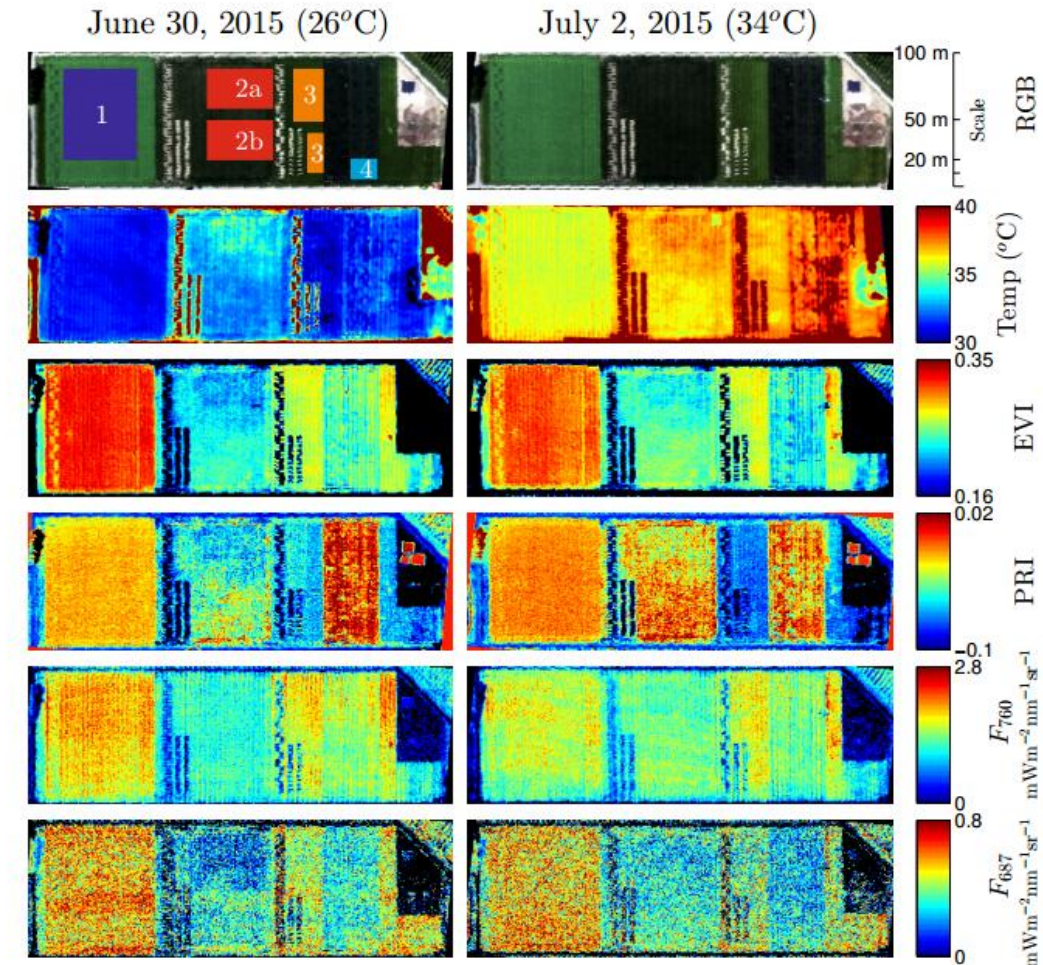 June 30, 2015 (26°C) July 2, 2015 (34°C)
1
2a
2b
3
3
4
100 m
50 m
20 m
Scale
RGB
40
35
30
Temp (°C)
0.35
0.16
EVI
0.02
−0.1
PRI
2.8
0
F₇₆₀
mWm⁻²nm⁻¹sr⁻¹
0.8
0
F₆₈₇
mWm⁻²nm⁻¹sr⁻¹